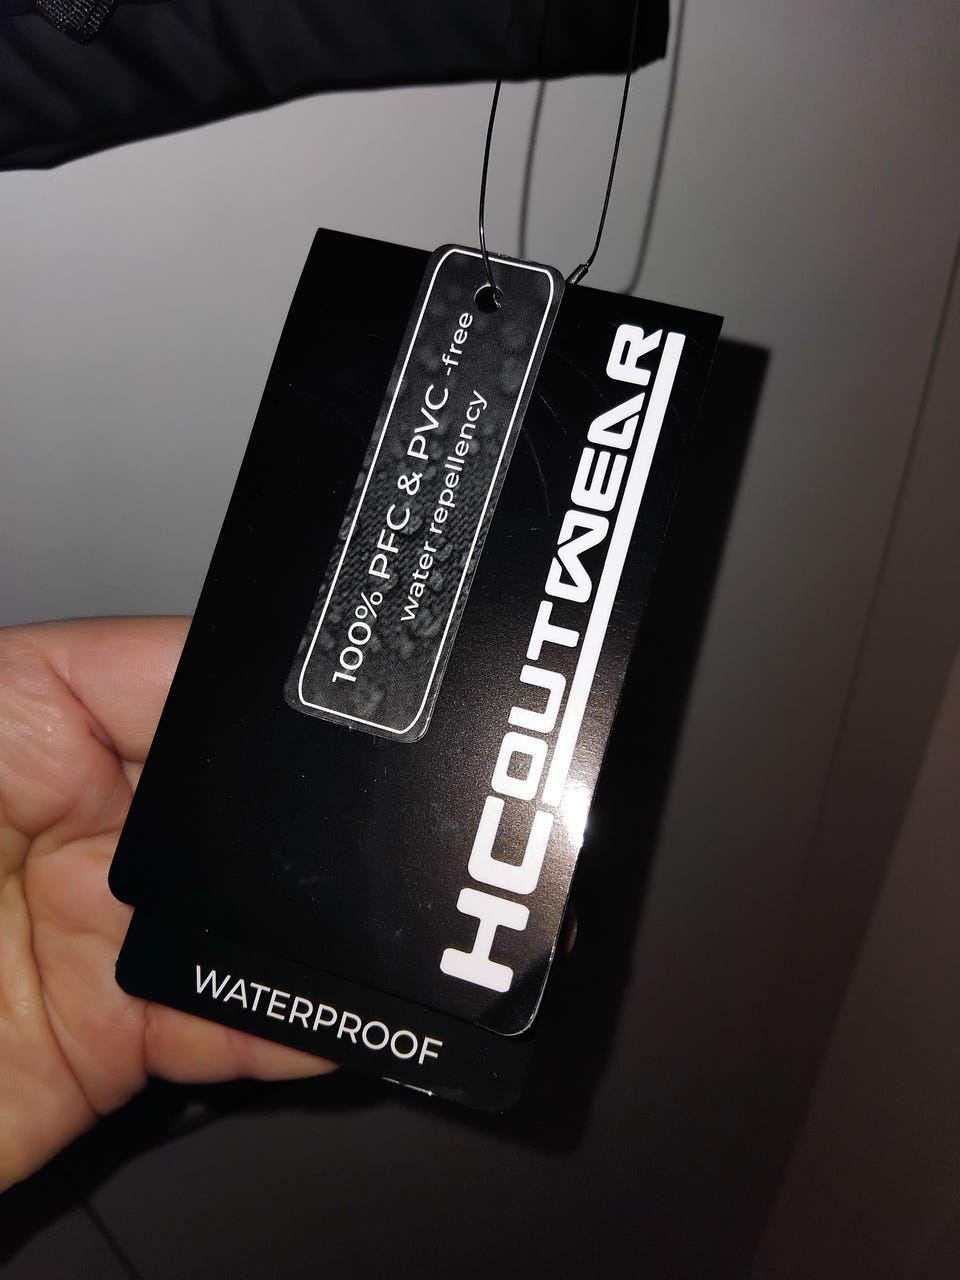 100% PFC & PVC -free
water repellency
HCOUTWEAR
WATERPROOF